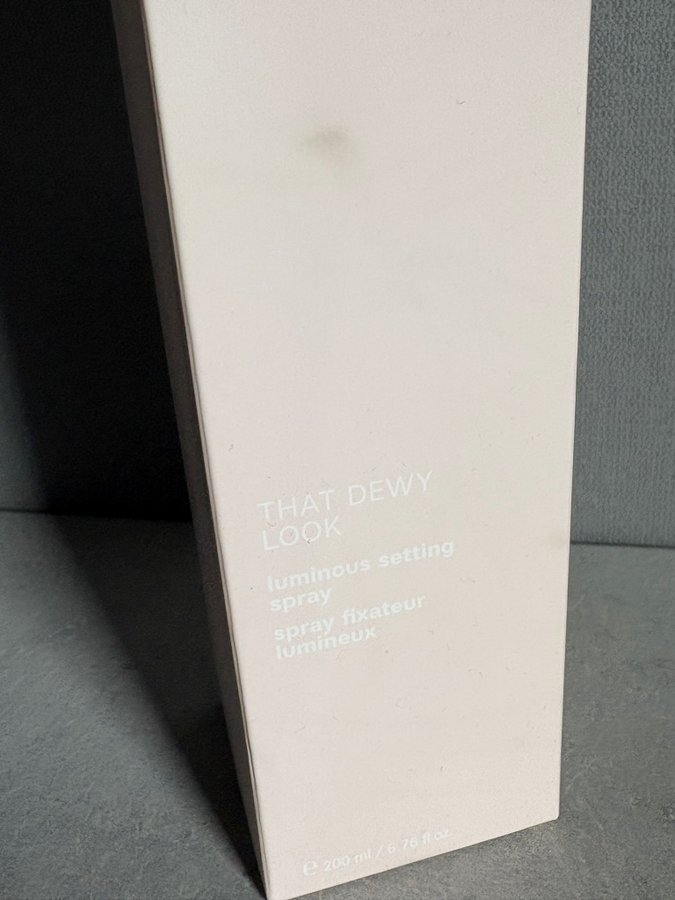 THAT DEWY
LOOK
luminous setting
spray
spray fixateur
lumineux
℮ 200 ml / 6.76 fl oz